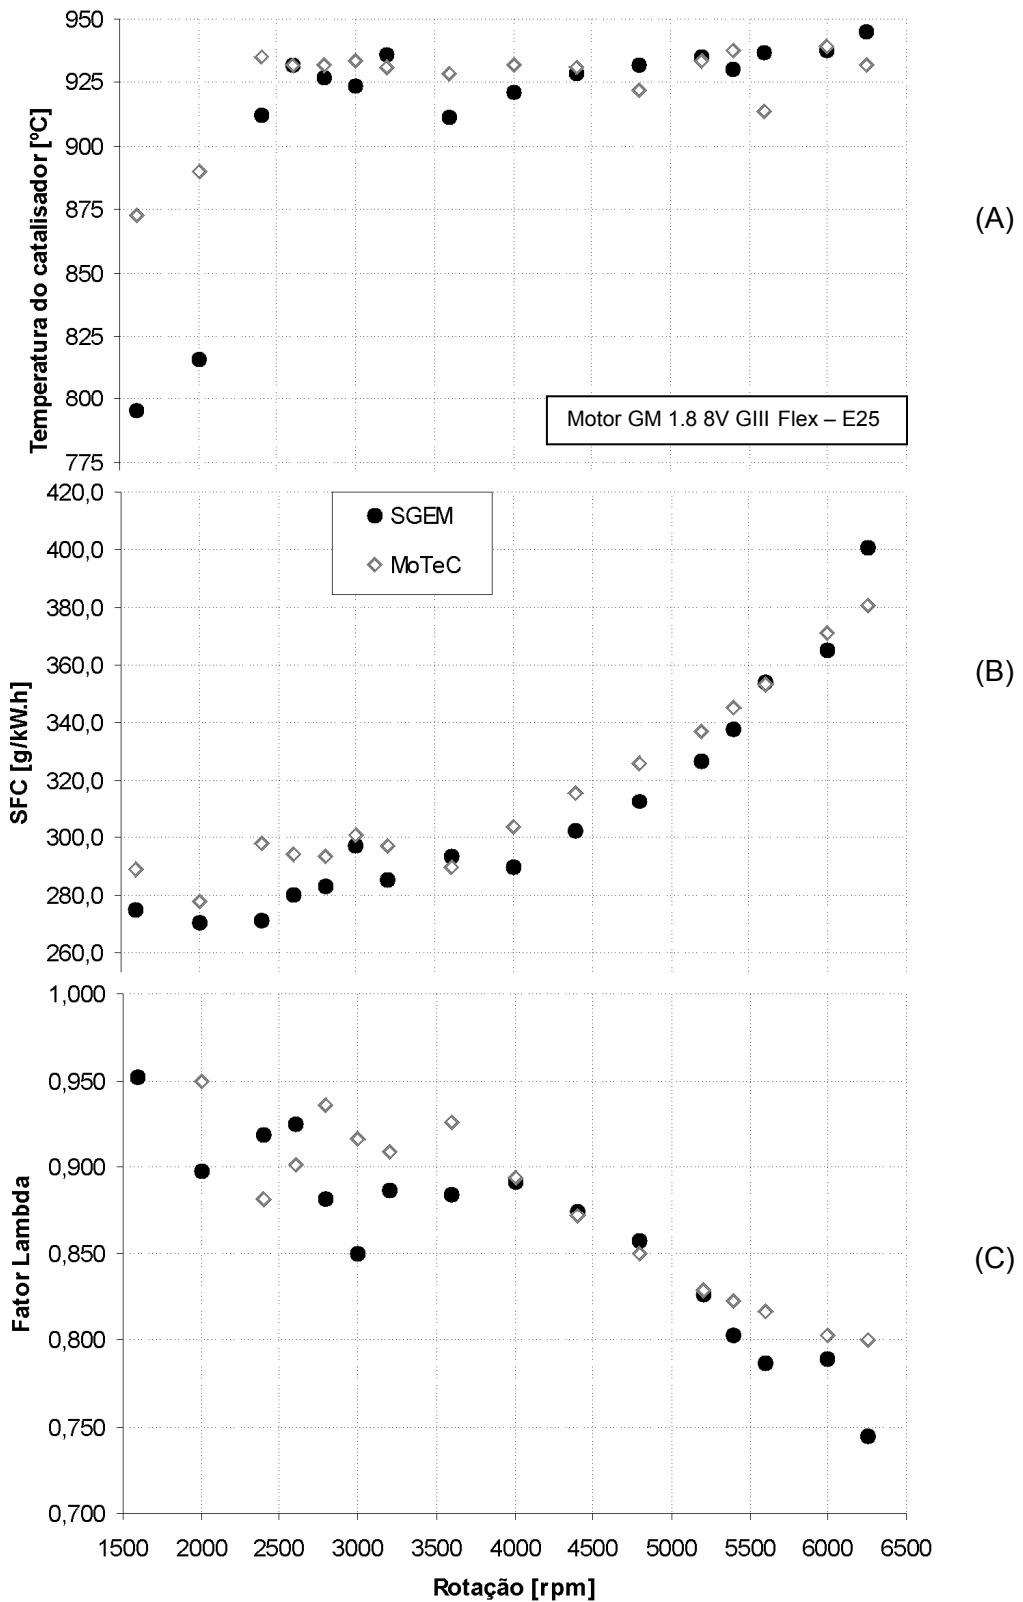 950
925
900
875
850
825
800
775
Temperatura do catalisador [ºC]
Motor GM 1.8 8V GIII Flex – E25
(A)
420,0
400,0
380,0
360,0
340,0
320,0
300,0
280,0
260,0
SFC [g/kW.h]
SGEM
MoTeC
(B)
1,000
0,950
0,900
0,850
0,800
0,750
0,700
Fator Lambda
(C)
1500 2000 2500 3000 3500 4000 4500 5000 5500 6000 6500
Rotação [rpm]